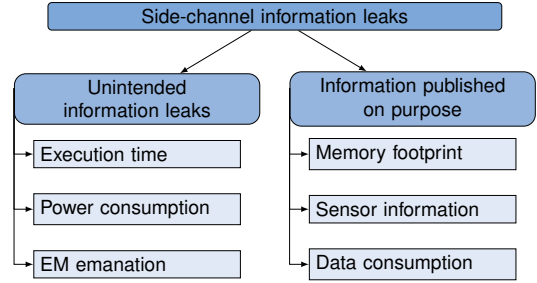 Side-channel information leaks
Unintended
information leaks
Execution time
Power consumption
EM emanation
Information published
on purpose
Memory footprint
Sensor information
Data consumption